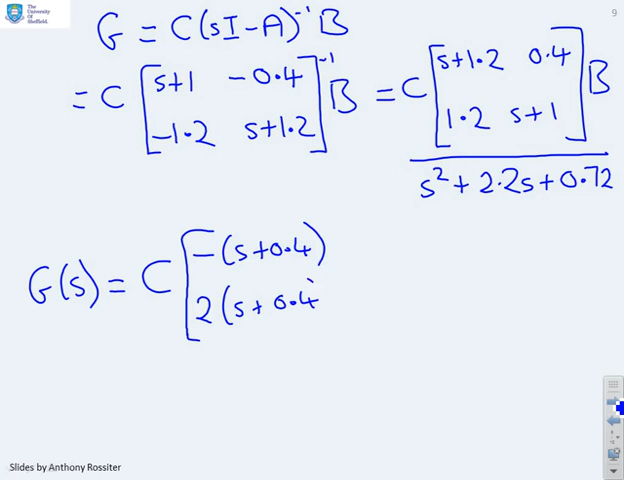 The University Of Sheffield.
9
G = C(sI-A)⁻¹B
= C [s+1 -0.4]⁻¹ B = C [s+1.2 0.4] B
[-1.2 s+1.2] [1.2 s+1]
s² + 2.2s + 0.72
G(s) = C [-(s+0.4)
2(s+0.4
Slides by Anthony Rossiter